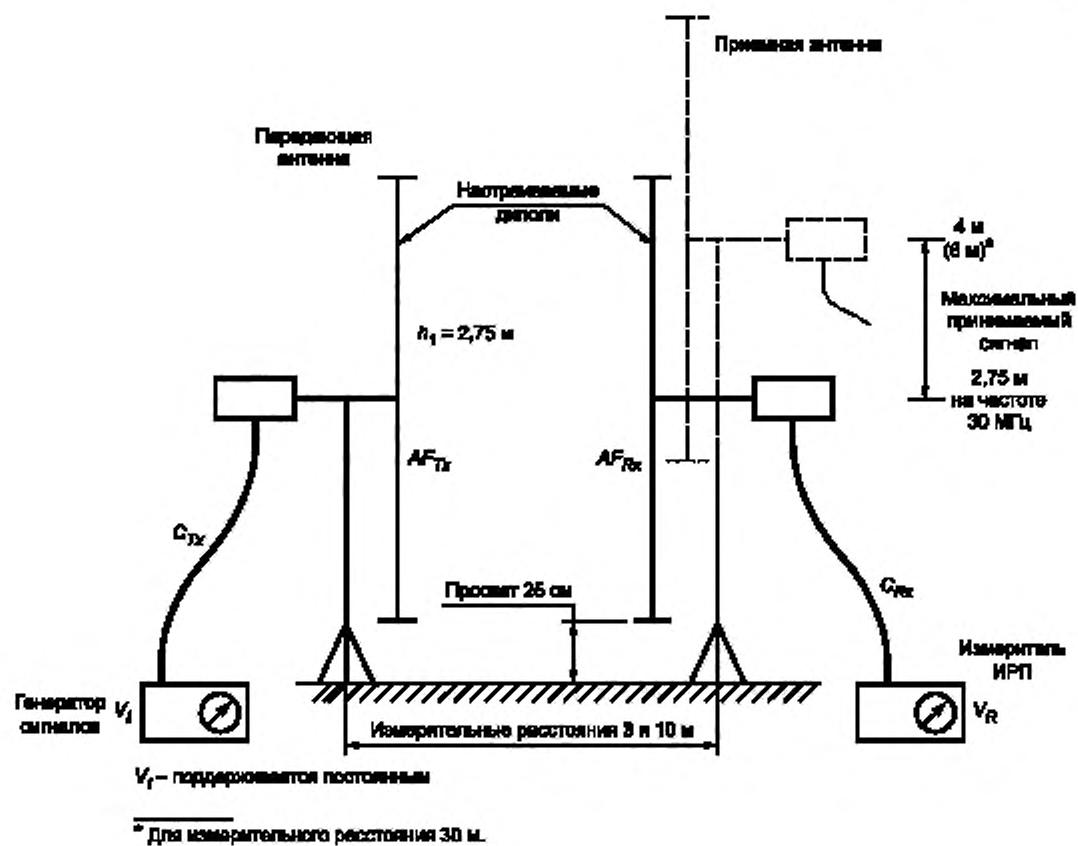 Приемная антенна
Передающая
антенна
Настраиваемые
диполи
4 м
(6 м)*
Максимальный
принимаемый
сигнал
h₁ = 2,75 м
2,75 м
на частоте
30 МГц
AF_Tx
AF_Rx
C_Tx
Просвет 25 см
C_Rx
Измеритель
ИРП
Генератор
сигналов
V_I
V_R
Измерительные расстояния 3 и 10 м
V_I – поддерживается постоянным
* Для измерительного расстояния 30 м.